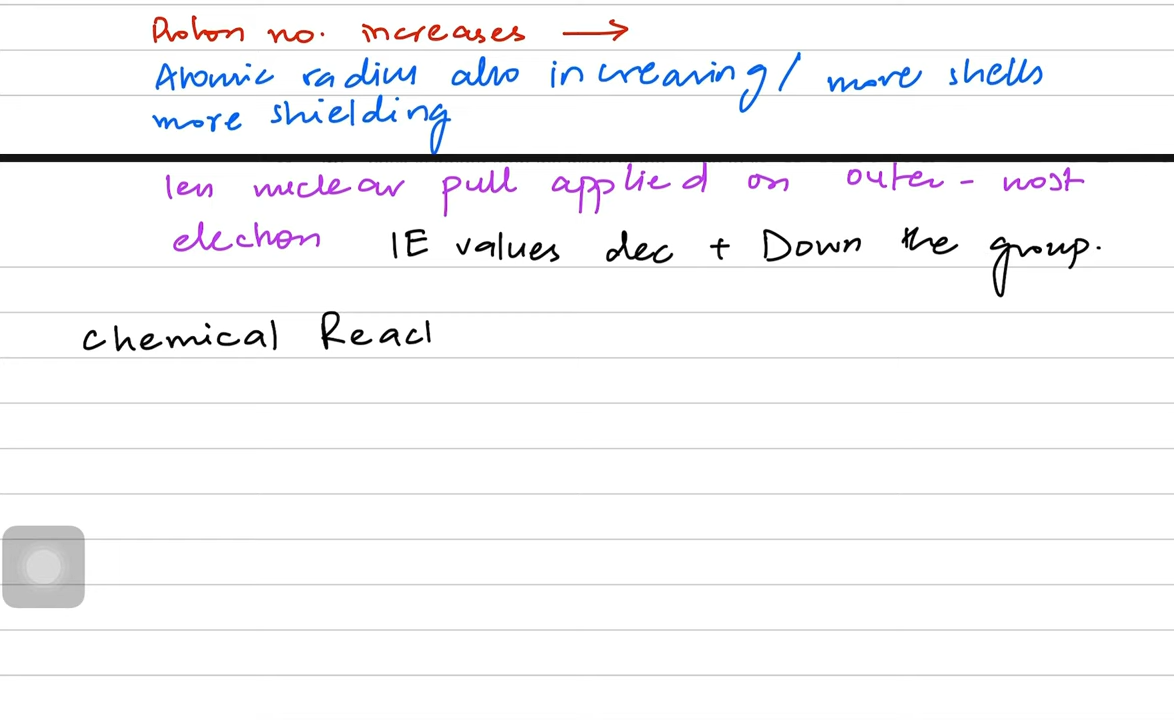 Proton no. increases →
Atomic radius also increasing / more shells
more shielding
less nuclear pull applied on outer-most
electron IE values dec + Down the group.
chemical React